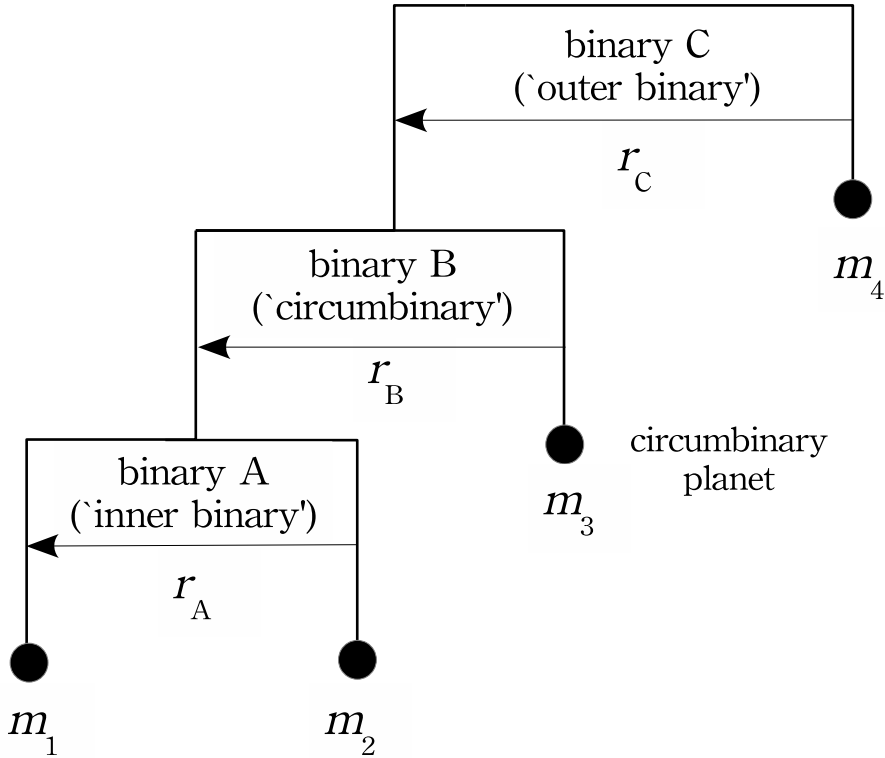 binary C
(`outer binary')
r_C
m_4
binary B
(`circumbinary')
r_B
circumbinary
planet
m_3
binary A
(`inner binary')
r_A
m_1
m_2